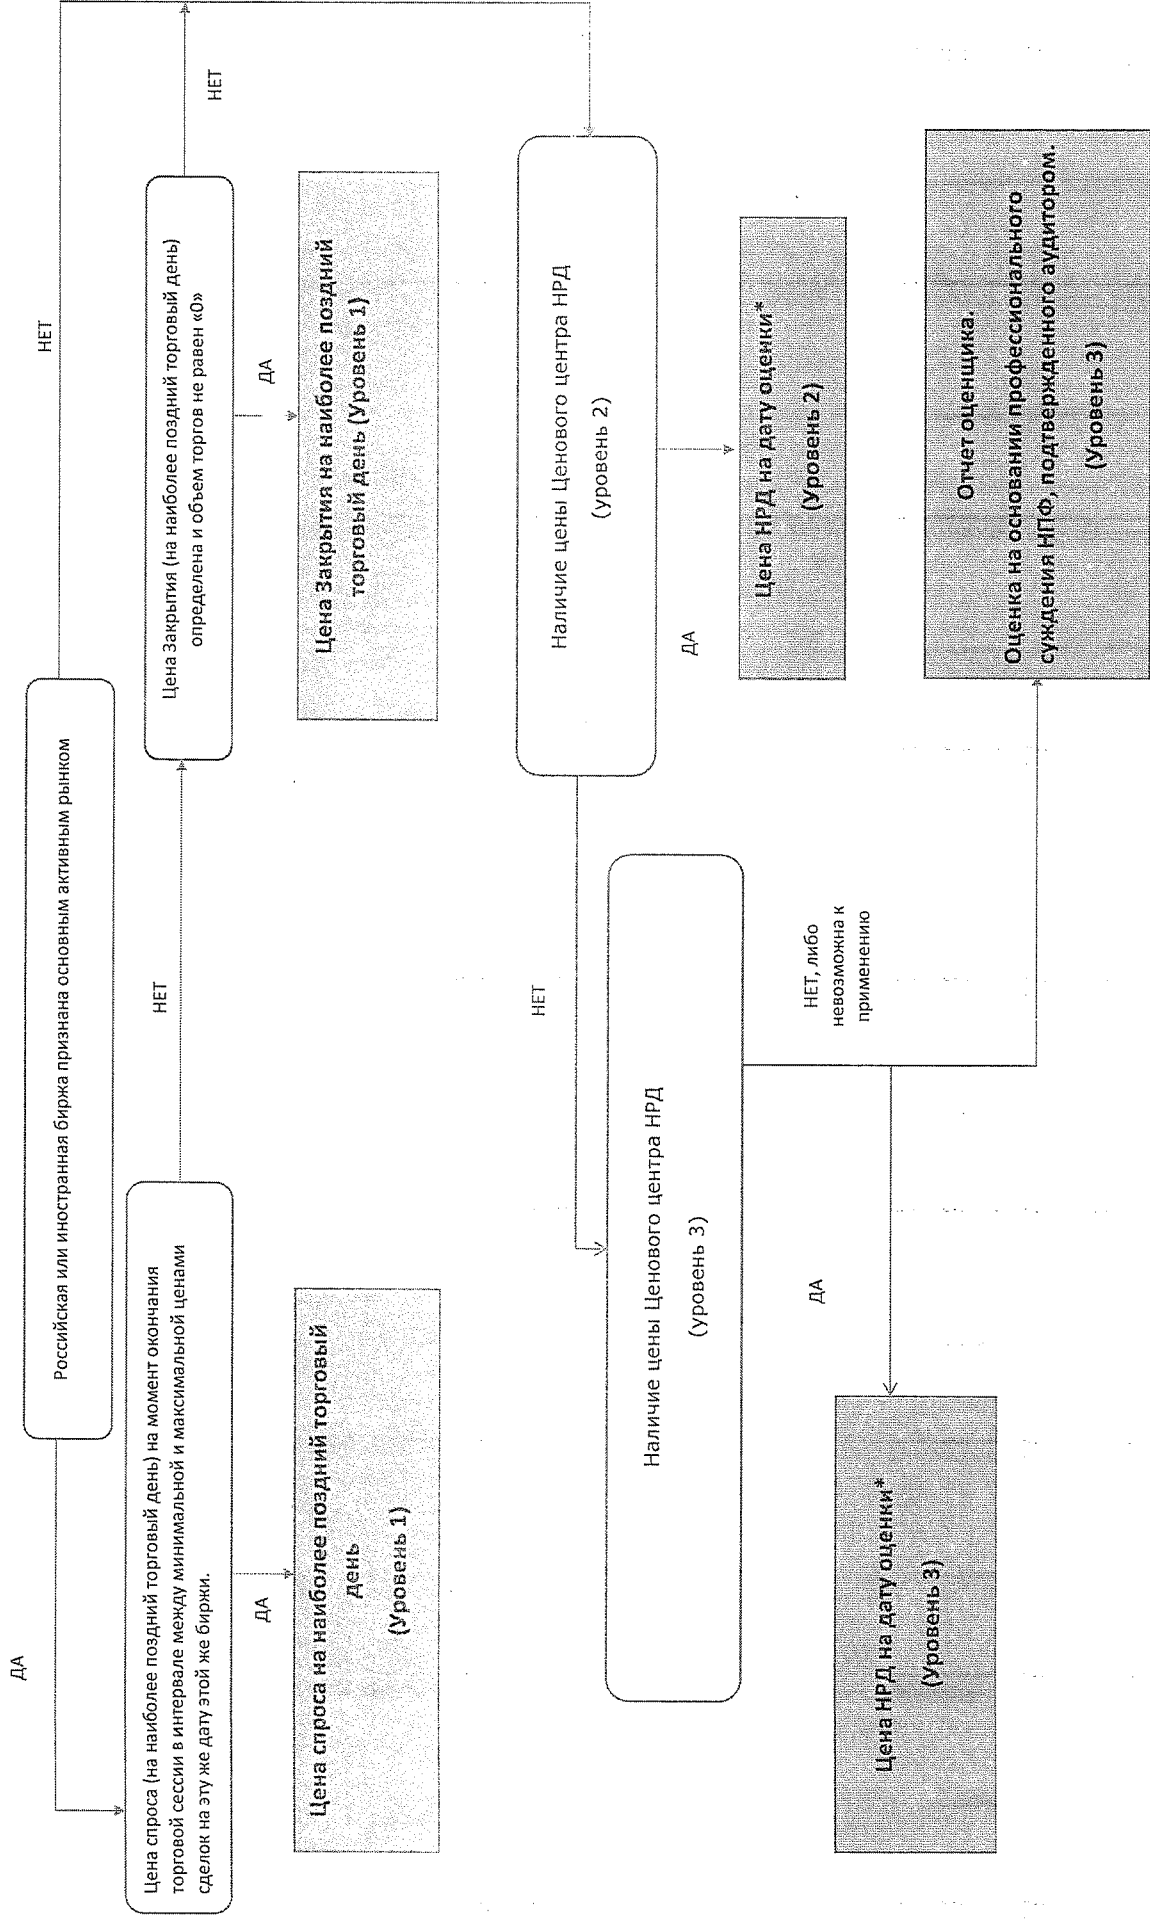 Российская или иностранная биржа признана основным активным рынком
ДА
НЕТ
Цена спроса (на наиболее поздний торговый день) на момент окончания
торговой сессии в интервале между минимальной и максимальной ценами
сделок на эту же дату этой же биржи.
НЕТ
Цена Закрытия (на наиболее поздний торговый день)
определена и объем торгов не равен «0»
НЕТ
ДА
Цена спроса на наиболее поздний торговый
день
(Уровень 1)
ДА
Цена Закрытия на наиболее поздний
торговый день (Уровень 1)
Наличие цены Ценового центра НРД
(уровень 2)
НЕТ
ДА
Цена НРД на дату оценки*
(Уровень 2)
Наличие цены Ценового центра НРД
(уровень 3)
ДА
НЕТ, либо
невозможна к
применению
Цена НРД на дату оценки*
(Уровень 3)
Отчет оценщика.
Оценка на основании профессионального
суждения НПФ, подтвержденного аудитором.
(Уровень 3)